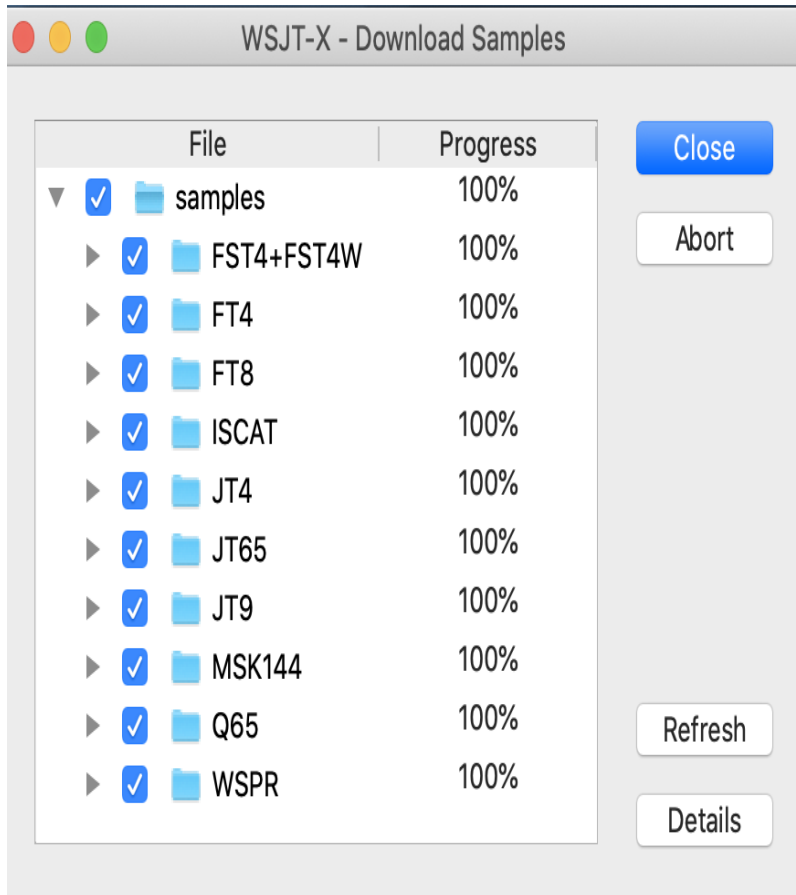 WSJT-X - Download Samples
File Progress
Close
samples 100%
FST4+FST4W 100%
Abort
FT4 100%
FT8 100%
ISCAT 100%
JT4 100%
JT65 100%
JT9 100%
MSK144 100%
Q65 100%
Refresh
WSPR 100%
Details